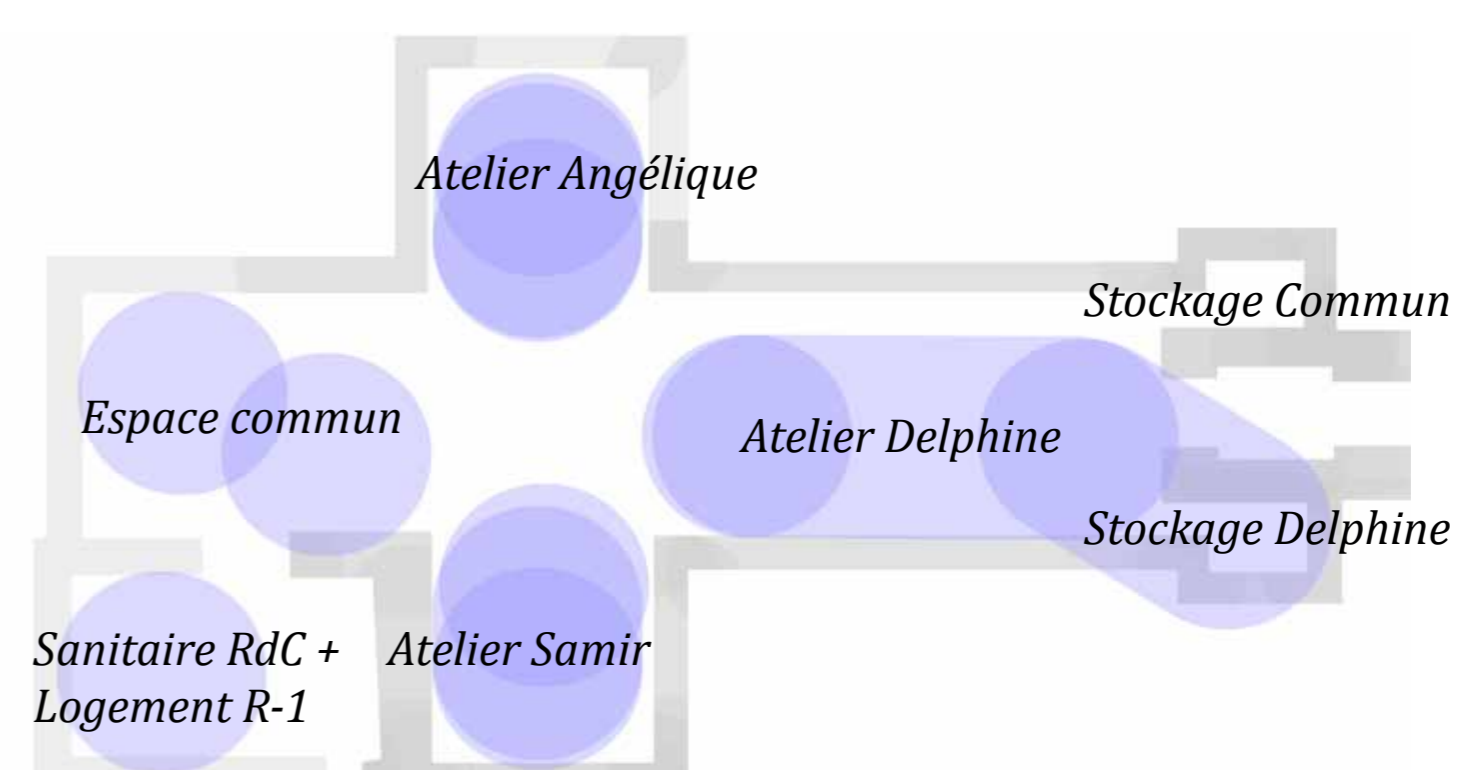 Atelier Angélique
Stockage Commun
Espace commun
Atelier Delphine
Stockage Delphine
Sanitaire RdC +
Logement R-1
Atelier Samir